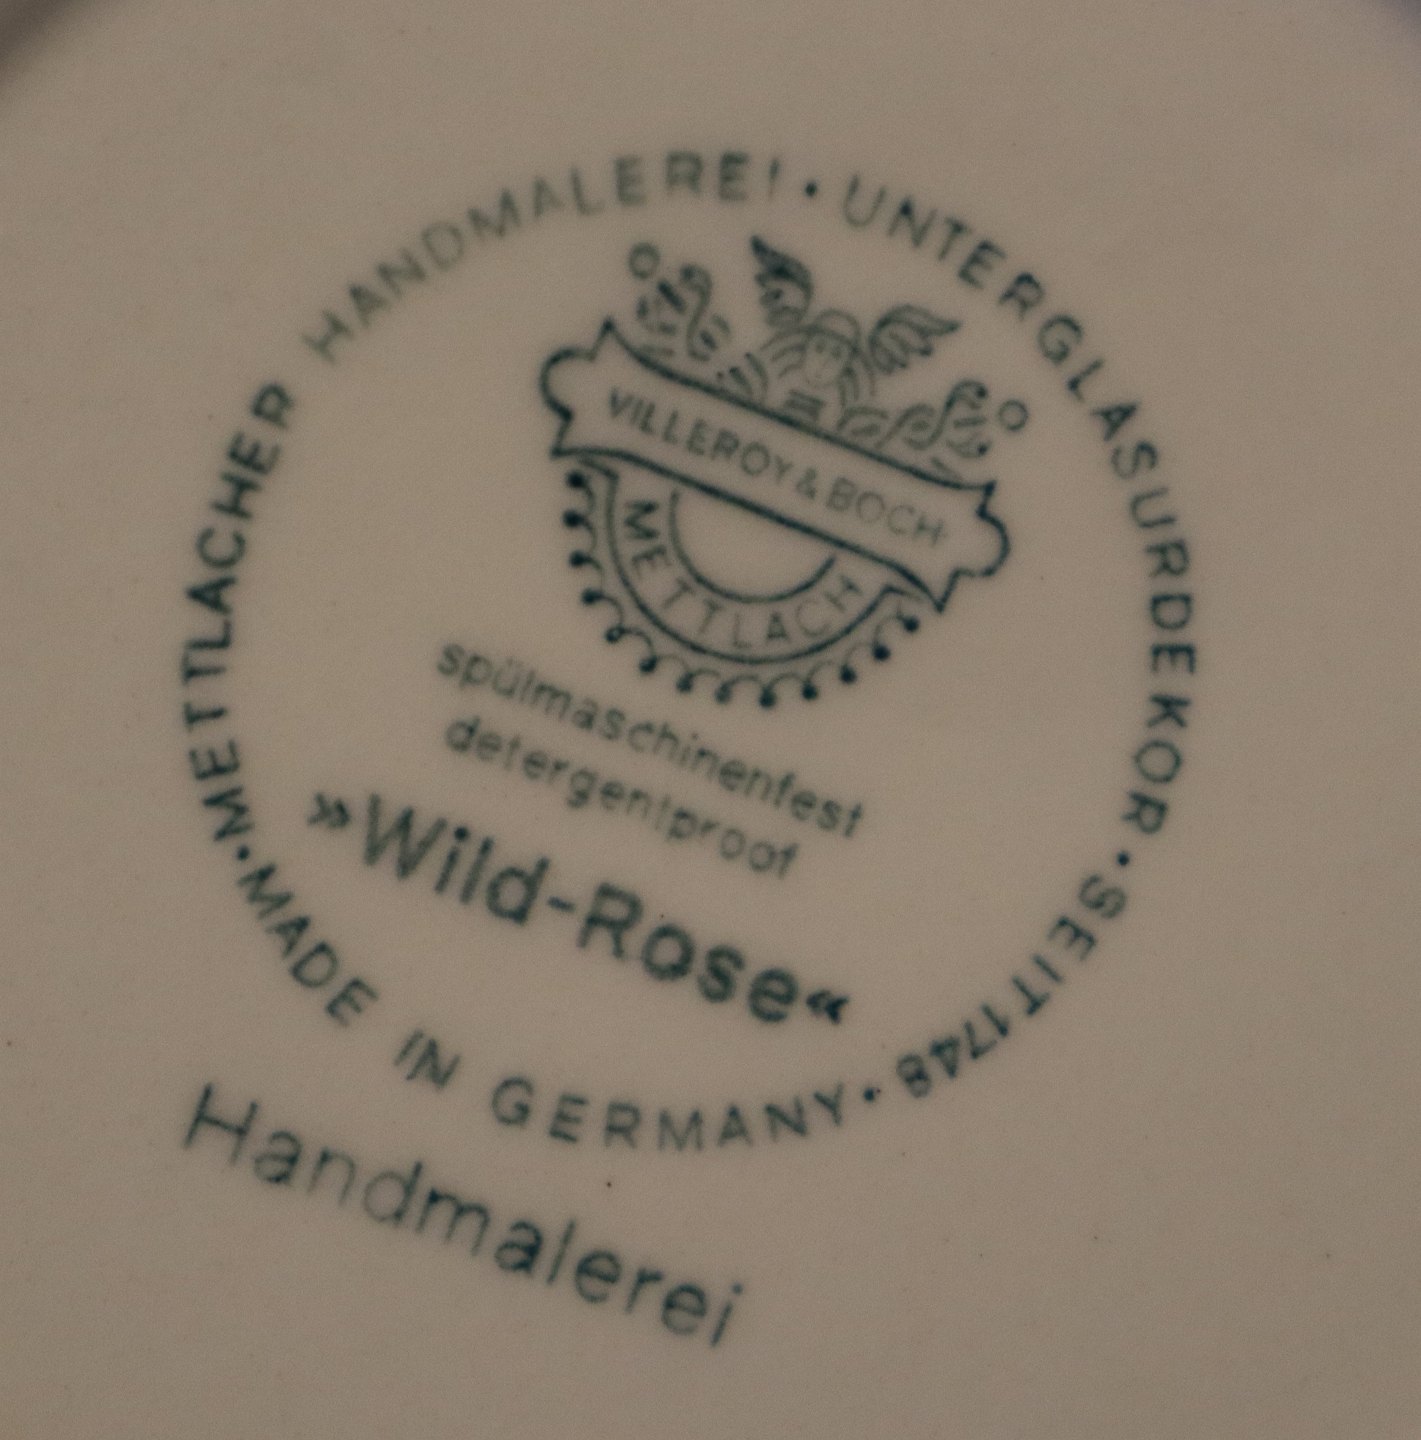 METTLACHER HANDMALEREI · UNTERGLASURDEKOR · SEIT 1748 · MADE IN GERMANY ·
VILLEROY & BOCH
METTLACH
spülmaschinenfest
detergentproof
»Wild-Rose«
Handmalerei